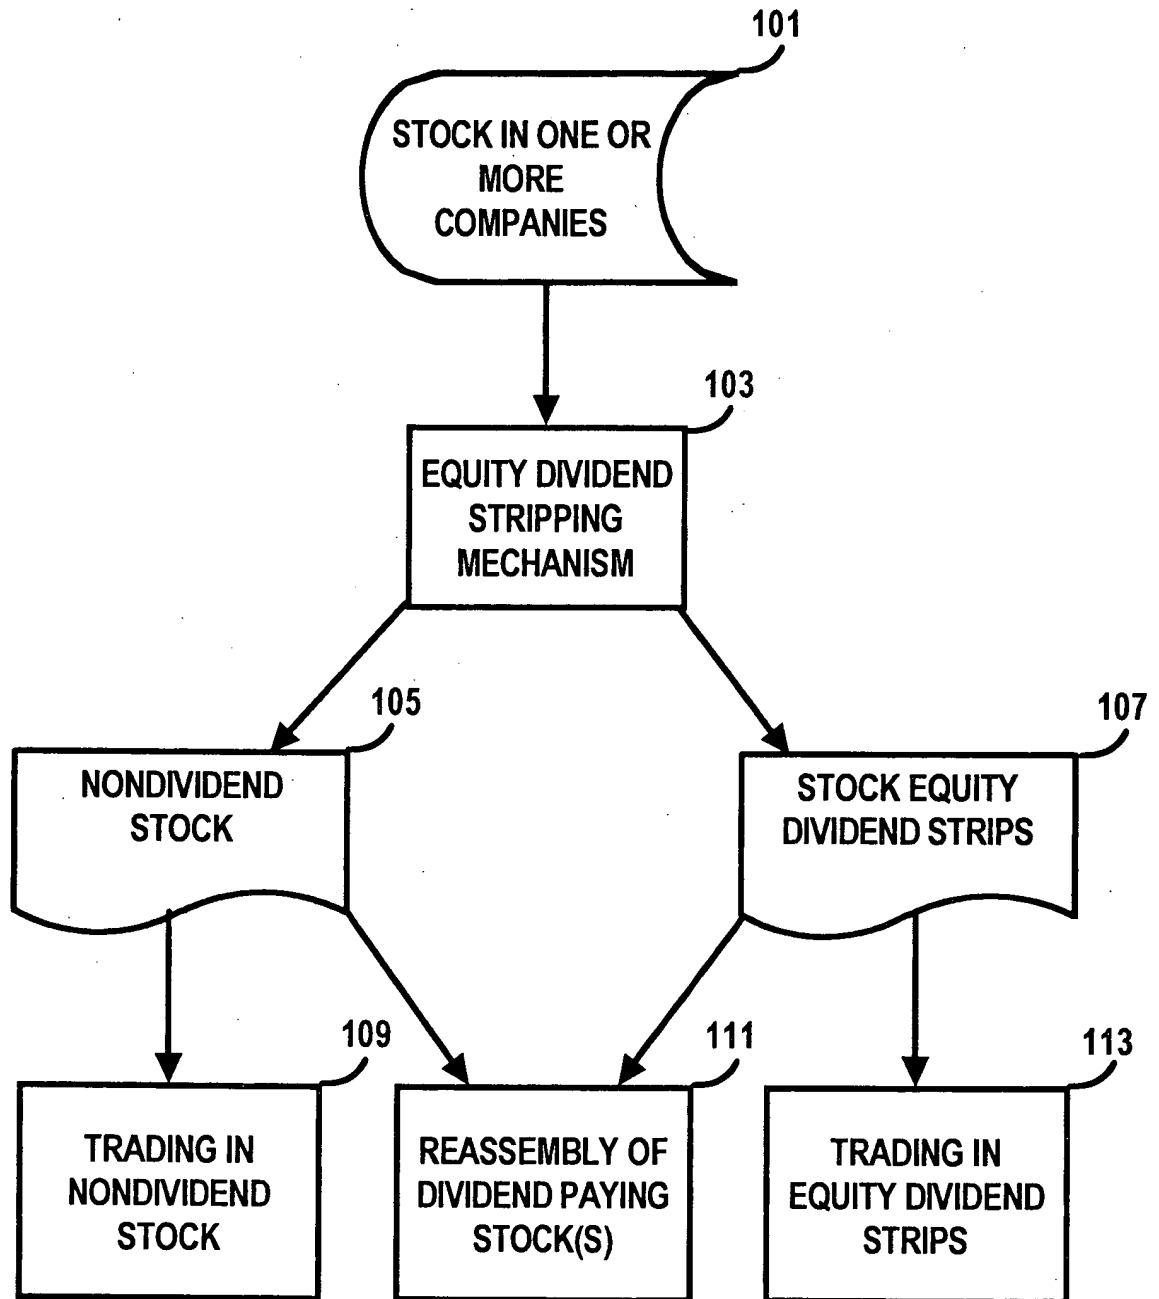 101
STOCK IN ONE OR
MORE
COMPANIES
103
EQUITY DIVIDEND
STRIPPING
MECHANISM
105
NONDIVIDEND
STOCK
107
STOCK EQUITY
DIVIDEND STRIPS
109
TRADING IN
NONDIVIDEND
STOCK
111
REASSEMBLY OF
DIVIDEND PAYING
STOCK(S)
113
TRADING IN
EQUITY DIVIDEND
STRIPS